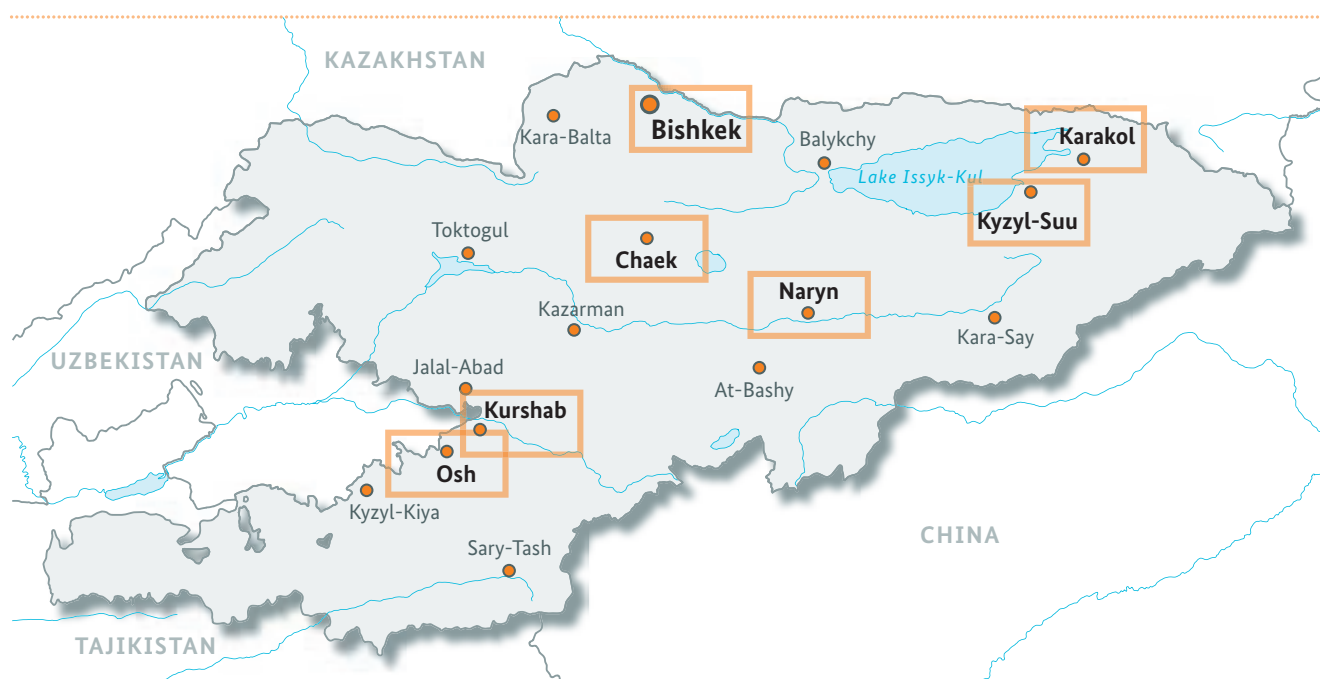 KAZAKHSTAN
Bishkek
Kara-Balta
Balykchy
Karakol
Lake Issyk-Kul
Kyzyl-Suu
Toktogul
Chaek
Naryn
Kazarman
Kara-Say
UZBEKISTAN
Jalal-Abad
At-Bashy
Kurshab
Osh
Kyzyl-Kiya
CHINA
Sary-Tash
TAJIKISTAN